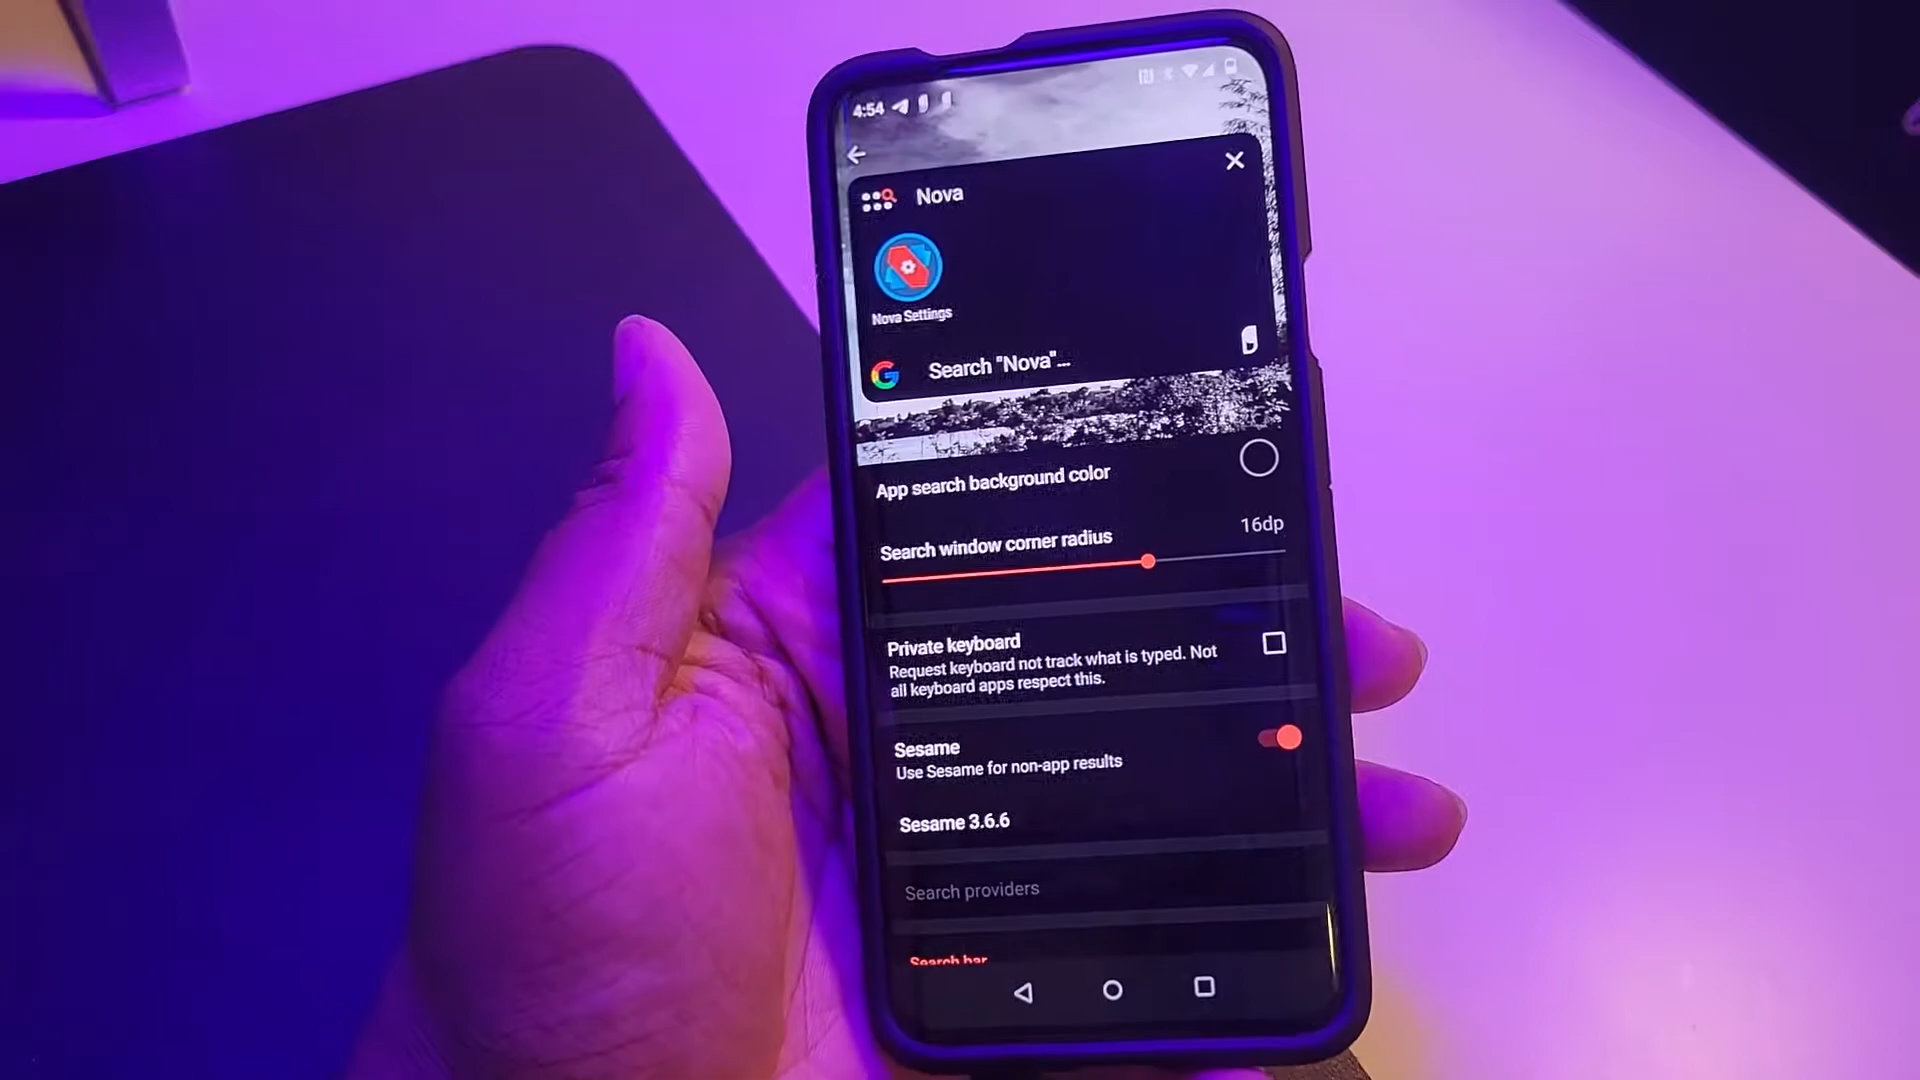 4:54
Nova
Nova Settings
Search "Nova"...
App search background color
16dp
Search window corner radius
Private keyboard
Request keyboard not track what is typed. Not
all keyboard apps respect this.
Sesame
Use Sesame for non-app results
Sesame 3.6.6
Search providers
Search bar